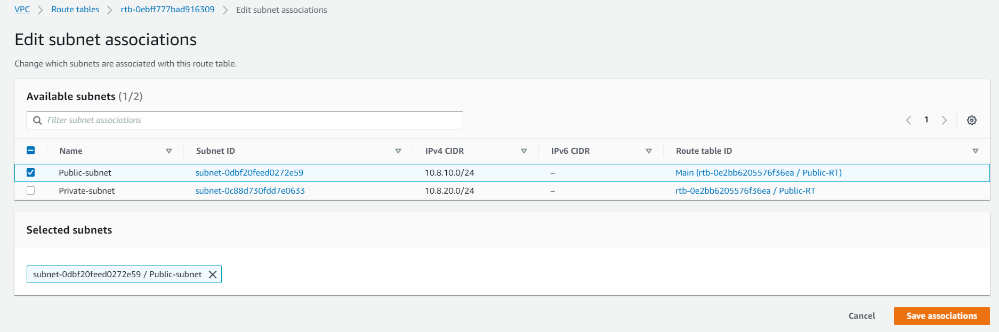 VPC > Route tables > rtb-0ebff777bad916309 > Edit subnet associations
Edit subnet associations
Change which subnets are associated with this route table.
Available subnets (1/2)
Filter subnet associations
1
Name Subnet ID IPv4 CIDR IPv6 CIDR Route table ID
Public-subnet subnet-0dbf20feed0272e59 10.8.10.0/24 – Main (rtb-0e2bb6205576f36ea / Public-RT)
Private-subnet subnet-0c88d730fdd7e0633 10.8.20.0/24 – rtb-0e2bb6205576f36ea / Public-RT
Selected subnets
subnet-0dbf20feed0272e59 / Public-subnet
Cancel Save associations